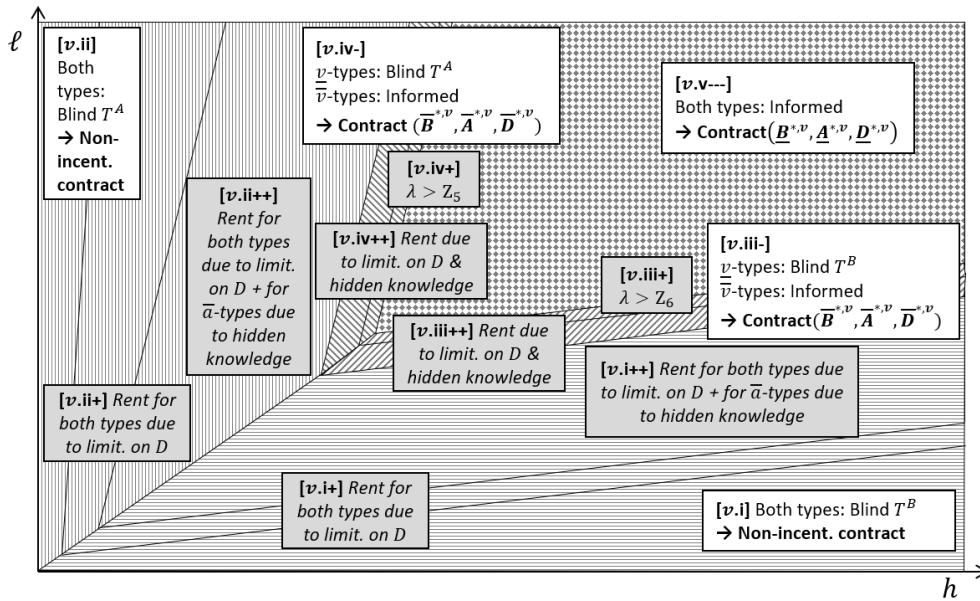 ℓ
[v.ii]
Both
types:
Blind Tᴬ
→ Non-
incent.
contract
[v.iv-]
v̲-types: Blind Tᴬ
v̅-types: Informed
→ Contract (B̅*,ᵛ, A̅*,ᵛ, D̅*,ᵛ)
[v.v---]
Both types: Informed
→ Contract(B̲*,ᵛ, A̲*,ᵛ, D̲*,ᵛ)
[v.iv+]
λ > Z₅
[v.ii++]
Rent for
both types
due to limit.
on D + for
a̅-types due
to hidden
knowledge
[v.iv++] Rent due
to limit. on D &
hidden knowledge
[v.iii-]
v̲-types: Blind Tᴮ
v̅-types: Informed
→ Contract(B̅*,ᵛ, A̅*,ᵛ, D̅*,ᵛ)
[v.iii+]
λ > Z₆
[v.iii++] Rent due
to limit. on D &
hidden knowledge
[v.i++] Rent for both types due
to limit. on D + for a̅-types due
to hidden knowledge
[v.ii+] Rent for
both types due
to limit. on D
[v.i+] Rent for
both types due
to limit. on D
[v.i] Both types: Blind Tᴮ
→ Non-incent. contract
h